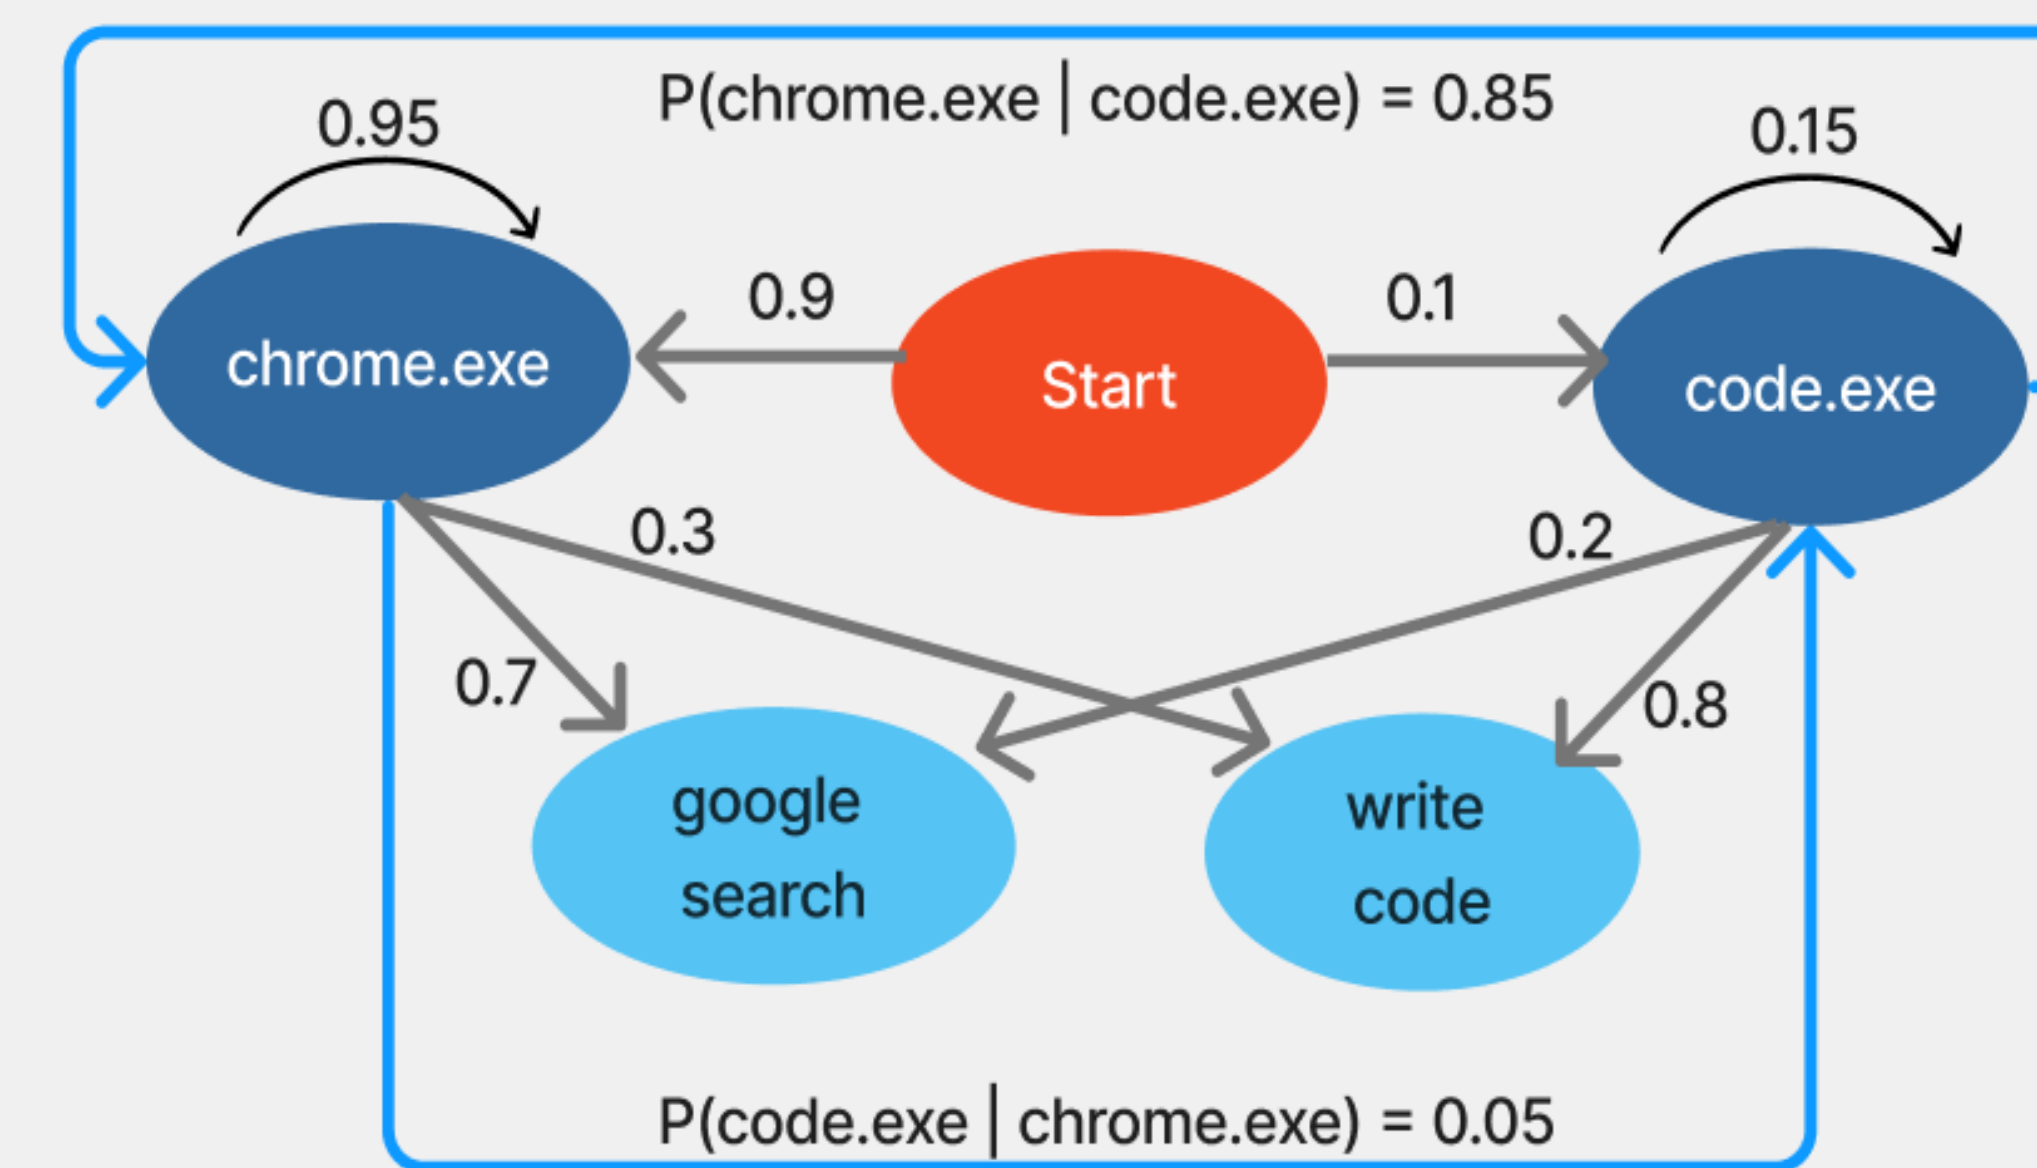 P(chrome.exe | code.exe) = 0.85
0.95
0.15
0.9
0.1
chrome.exe
Start
code.exe
0.3
0.2
0.7
0.8
google
search
write
code
P(code.exe | chrome.exe) = 0.05